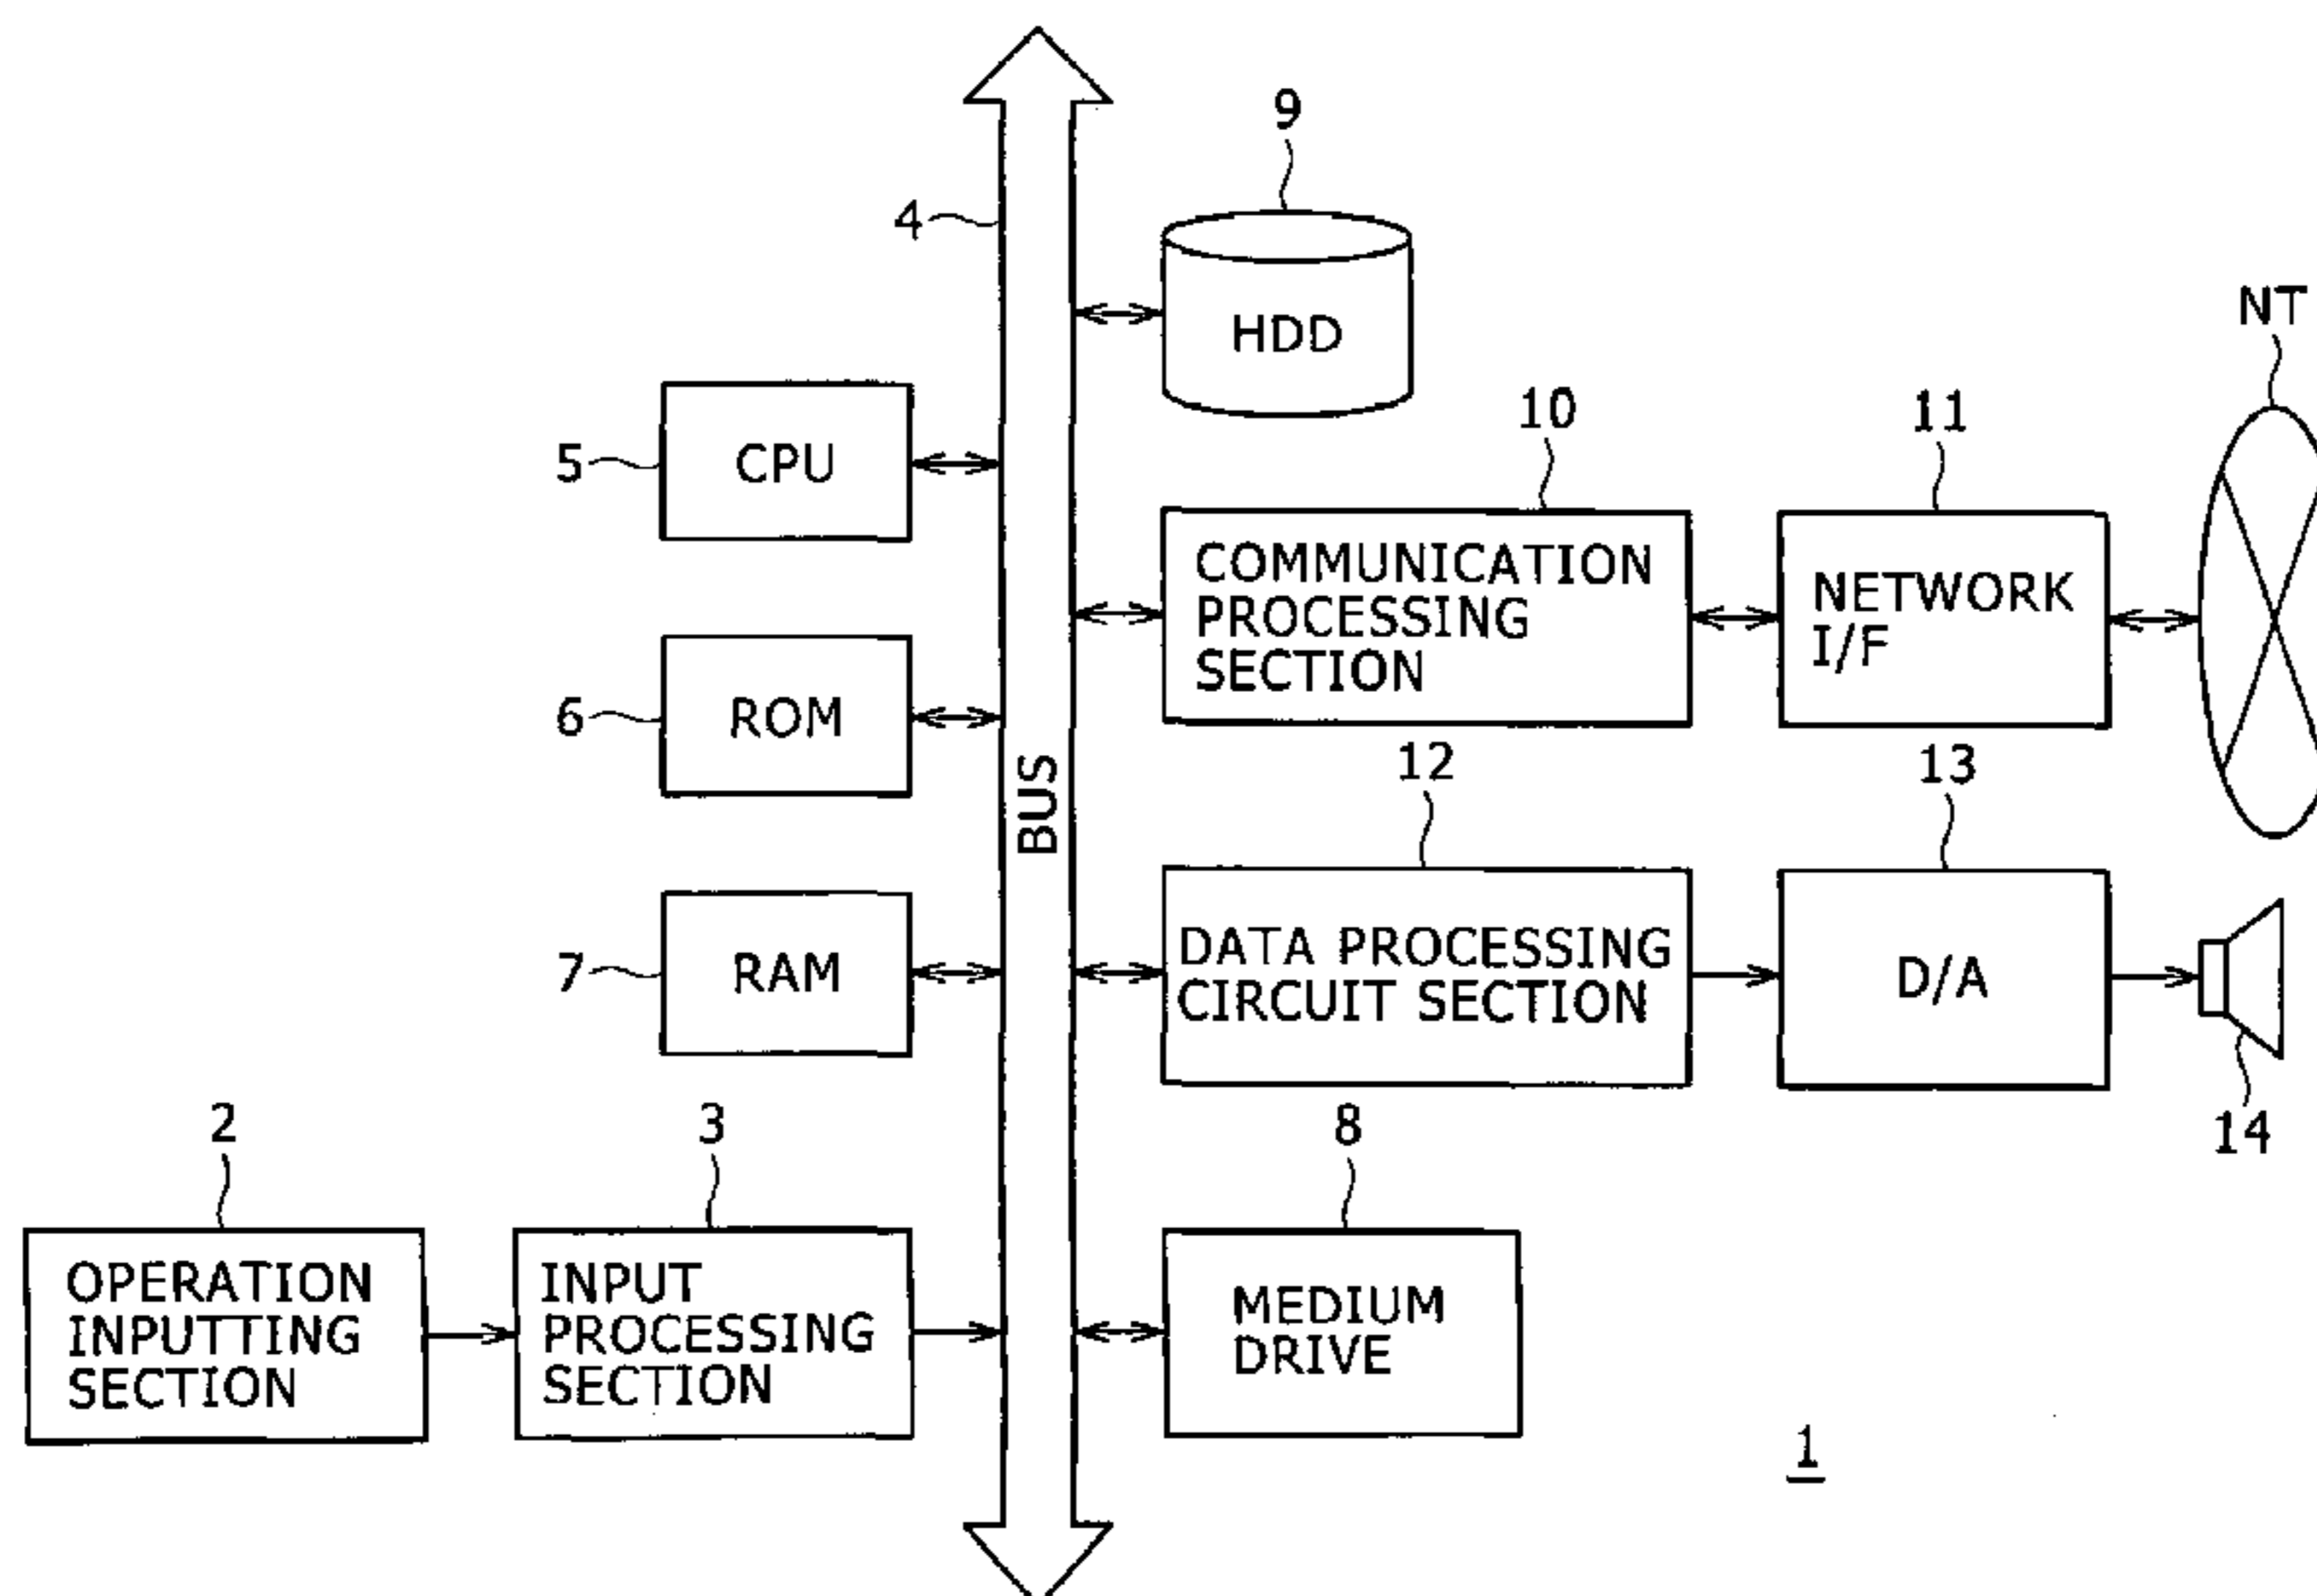 9
4
HDD
NT
5
CPU
10
11
COMMUNICATION
PROCESSING
SECTION
NETWORK
I/F
6
ROM
BUS
12
13
7
RAM
DATA PROCESSING
CIRCUIT SECTION
D/A
14
2
3
8
OPERATION
INPUTTING
SECTION
INPUT
PROCESSING
SECTION
MEDIUM
DRIVE
1